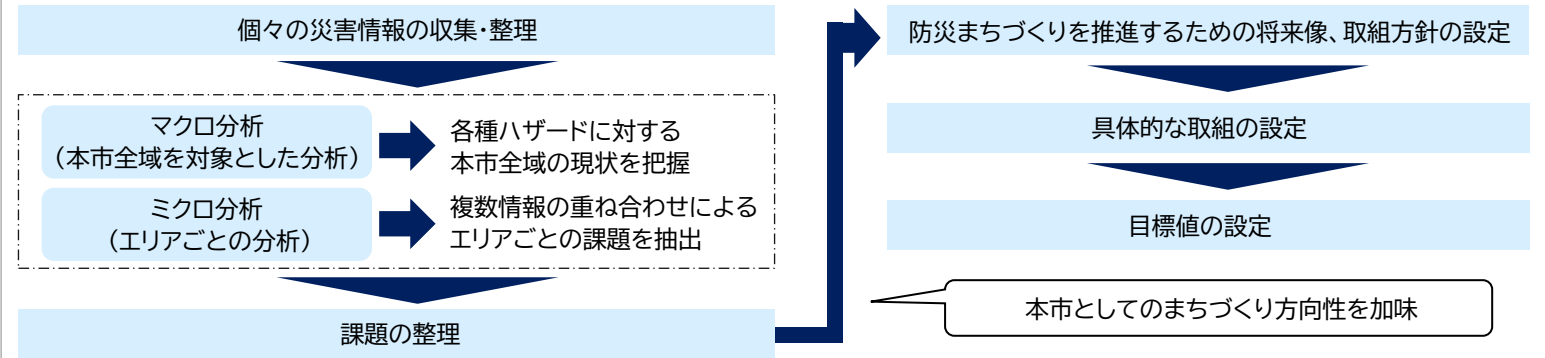 個々の災害情報の収集・整理
マクロ分析
（本市全域を対象とした分析）
各種ハザードに対する
本市全域の現状を把握
ミクロ分析
（エリアごとの分析）
複数情報の重ね合わせによる
エリアごとの課題を抽出
課題の整理
防災まちづくりを推進するための将来像、取組方針の設定
具体的な取組の設定
目標値の設定
本市としてのまちづくり方向性を加味